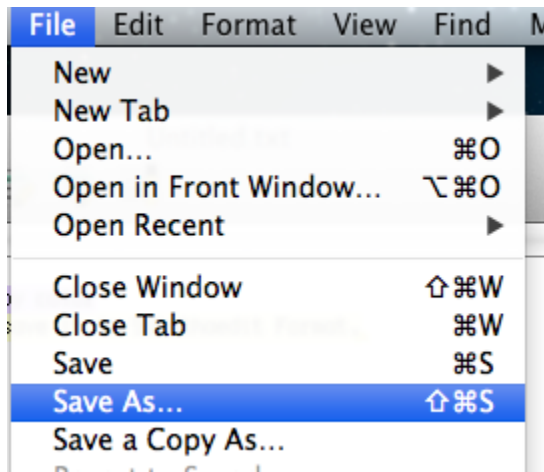 File Edit Format View Find
New ▶
New Tab ▶
Open... ⌘O
Open in Front Window... ⌥⌘O
Open Recent ▶
Close Window ⇧⌘W
Close Tab ⌘W
Save ⌘S
Save As... ⇧⌘S
Save a Copy As...